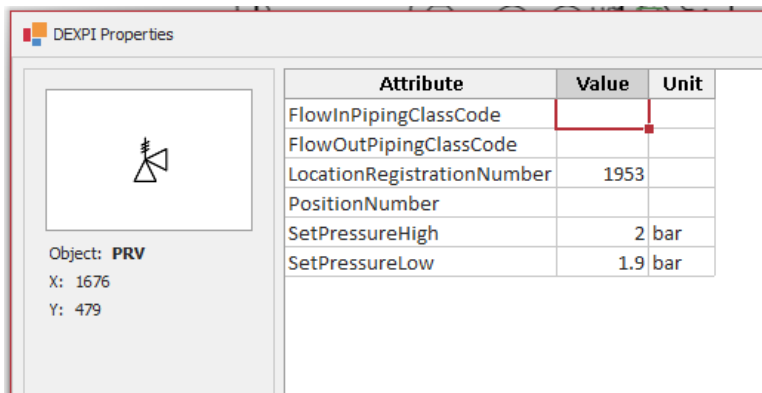 DEXPI Properties
Attribute Value Unit
FlowInPipingClassCode
FlowOutPipingClassCode
LocationRegistrationNumber 1953
PositionNumber
SetPressureHigh 2 bar
SetPressureLow 1.9 bar
Object: PRV
X: 1676
Y: 479